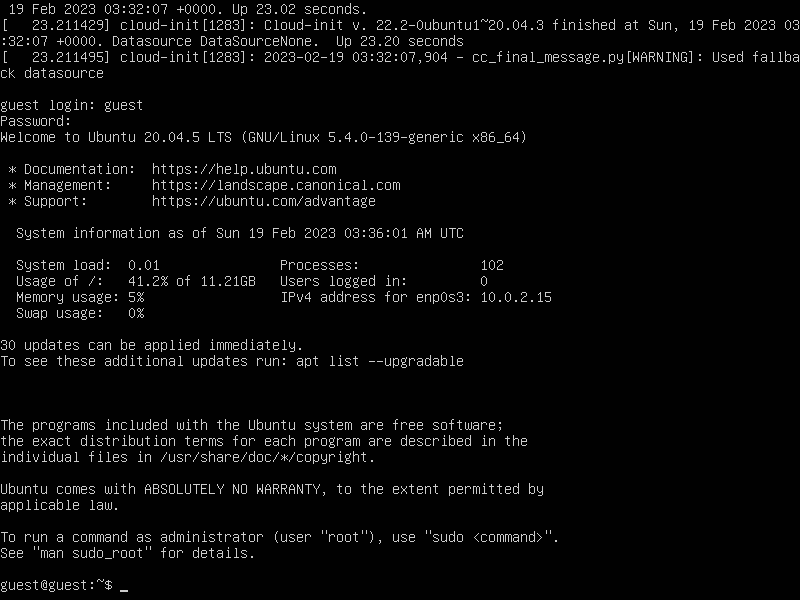 19 Feb 2023 03:32:07 +0000. Up 23.02 seconds.
[   23.211429] cloud-init[1283]: Cloud-init v. 22.2-0ubuntu1~20.04.3 finished at Sun, 19 Feb 2023 03
:32:07 +0000. Datasource DataSourceNone.  Up 23.20 seconds
[   23.211495] cloud-init[1283]: 2023-02-19 03:32:07,904 - cc_final_message.py[WARNING]: Used fallba
ck datasource

guest login: guest
Password:
Welcome to Ubuntu 20.04.5 LTS (GNU/Linux 5.4.0-139-generic x86_64)

 * Documentation:  https://help.ubuntu.com
 * Management:     https://landscape.canonical.com
 * Support:        https://ubuntu.com/advantage

  System information as of Sun 19 Feb 2023 03:36:01 AM UTC

  System load:  0.01               Processes:               102
  Usage of /:   41.2% of 11.21GB   Users logged in:         0
  Memory usage: 5%                 IPv4 address for enp0s3: 10.0.2.15
  Swap usage:   0%

30 updates can be applied immediately.
To see these additional updates run: apt list --upgradable

The programs included with the Ubuntu system are free software;
the exact distribution terms for each program are described in the
individual files in /usr/share/doc/*/copyright.

Ubuntu comes with ABSOLUTELY NO WARRANTY, to the extent permitted by
applicable law.

To run a command as administrator (user "root"), use "sudo <command>".
See "man sudo_root" for details.

guest@guest:~$ _